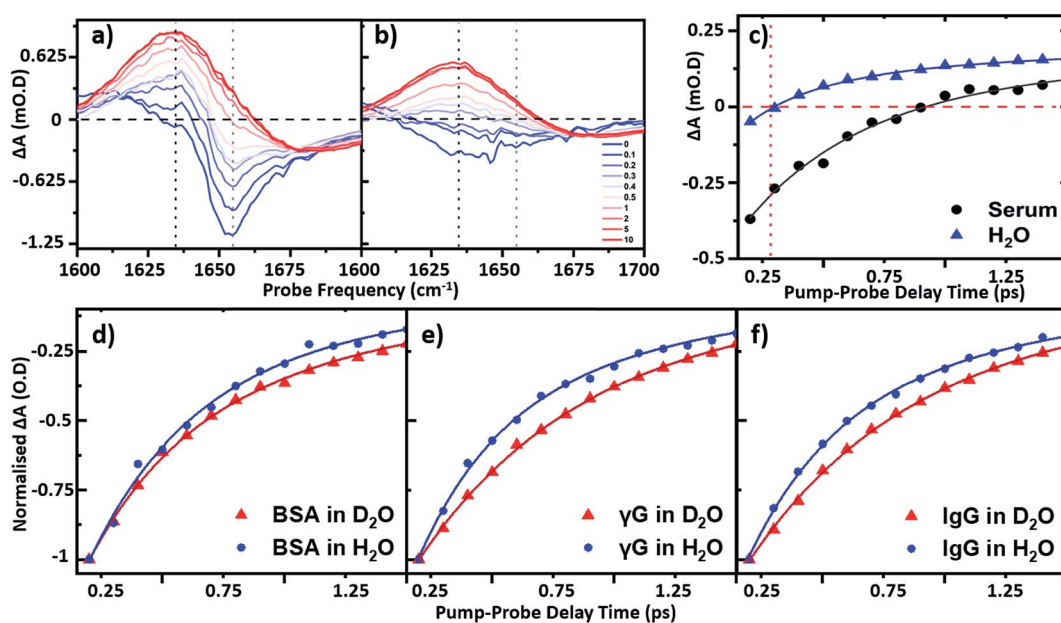 a)
b)
c)
0.625
0
-0.625
-1.25
ΔA (mO.D)
1600
1625
1650
1675
1600
1625
1650
1675
1700
Probe Frequency (cm⁻¹)
0
0.1
0.2
0.3
0.4
0.5
1
2
5
10
0.25
0
-0.25
-0.5
ΔA (mO.D)
Serum
H₂O
0.25
0.75
1.25
Pump-Probe Delay Time (ps)
d)
e)
f)
-0.25
-0.5
-0.75
-1
Normalised ΔA (O.D)
BSA in D₂O
BSA in H₂O
γG in D₂O
γG in H₂O
IgG in D₂O
IgG in H₂O
0.25
0.75
1.25
0.25
0.75
1.25
0.25
0.75
1.25
Pump-Probe Delay Time (ps)